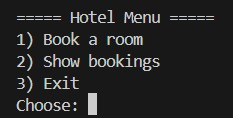 ===== Hotel Menu =====
1) Book a room
2) Show bookings
3) Exit
Choose: